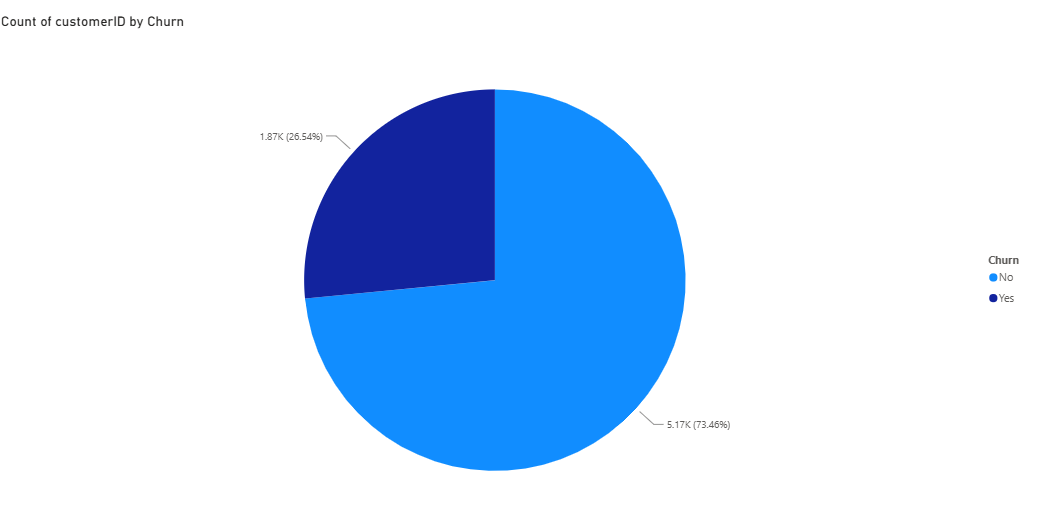 Count of customerID by Churn
1.87K (26.54%)
Churn
No
Yes
5.17K (73.46%)